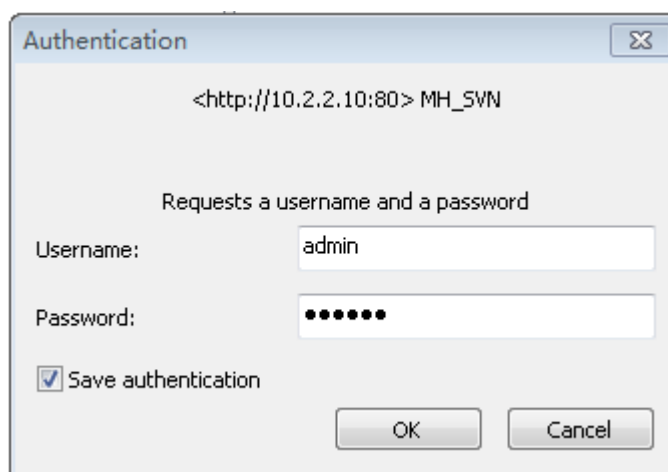 Authentication
<http://10.2.2.10:80> MH_SVN
Requests a username and a password
Username: admin
Password: ●●●●●●
Save authentication
OK Cancel